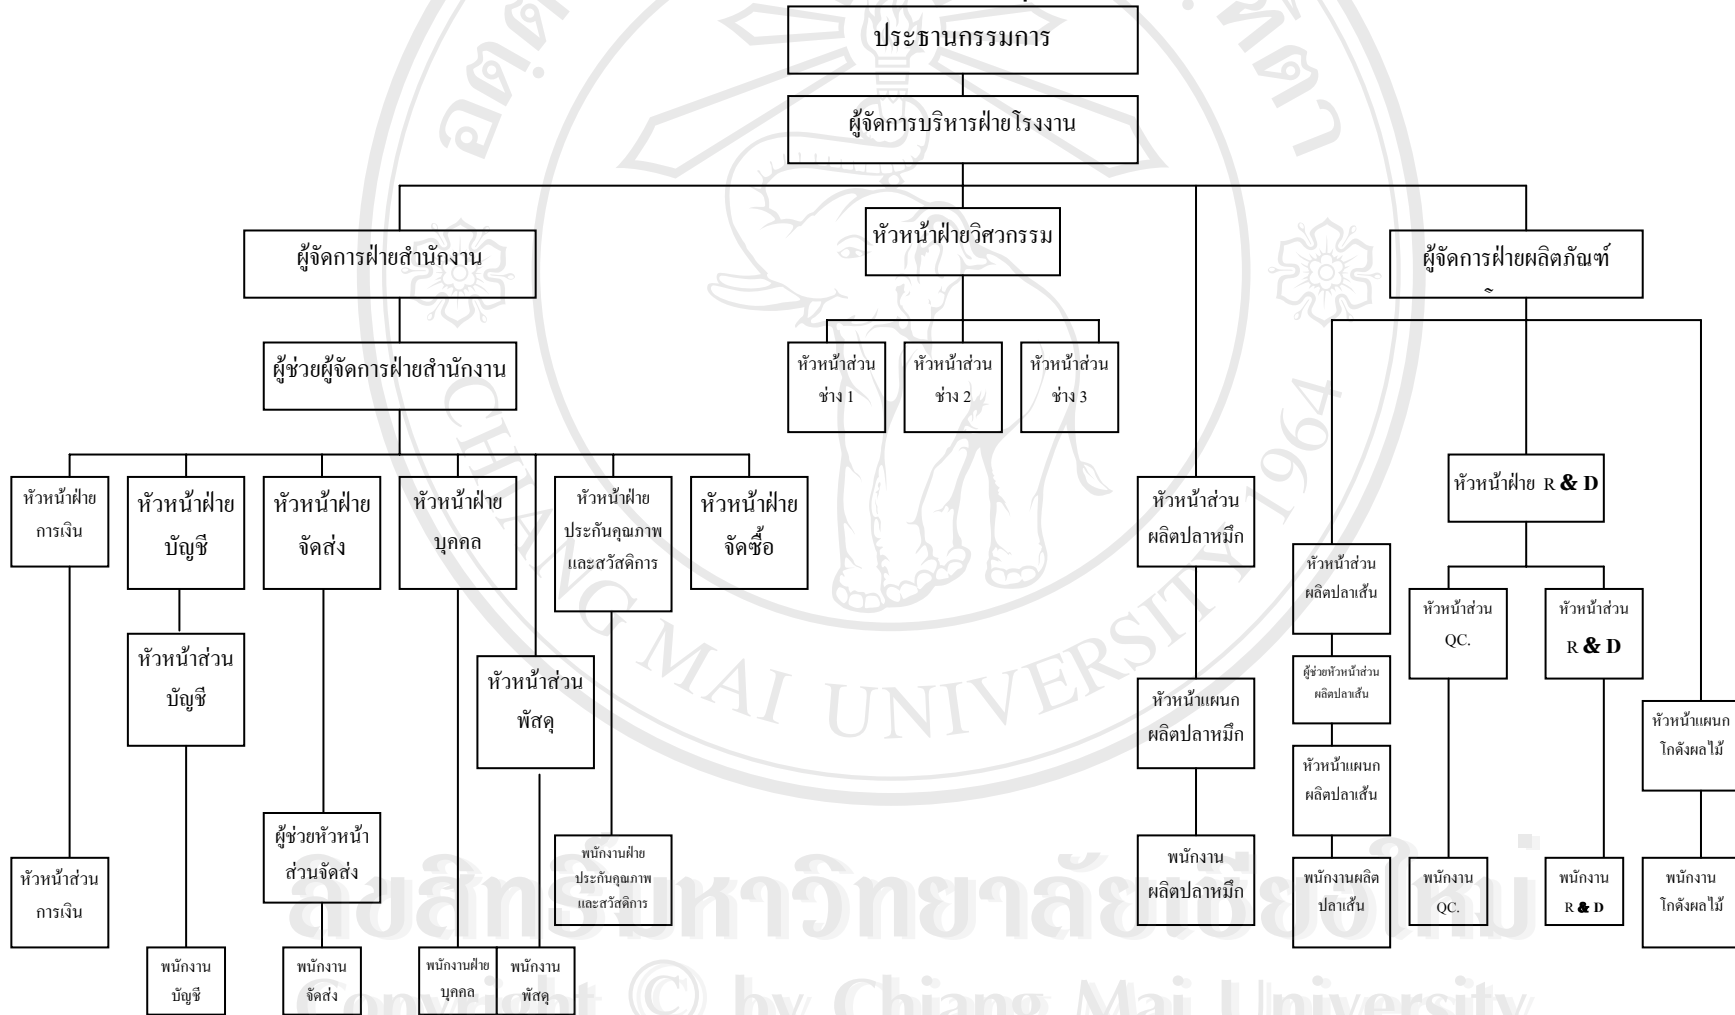 ประธานกรรมการ
ผู้จัดการบริหารฝ่ายโรงงาน
ผู้จัดการฝ่ายสำนักงาน
หัวหน้าฝ่ายวิศวกรรม
ผู้จัดการฝ่ายผลิตภัณฑ์
ผู้ช่วยผู้จัดการฝ่ายสำนักงาน
หัวหน้าส่วน
ช่าง 1
หัวหน้าส่วน
ช่าง 2
หัวหน้าส่วน
ช่าง 3
หัวหน้าฝ่าย
การเงิน
หัวหน้าฝ่าย
บัญชี
หัวหน้าฝ่าย
จัดส่ง
หัวหน้าฝ่าย
บุคคล
หัวหน้าฝ่าย
ประกันคุณภาพ
และสวัสดิการ
หัวหน้าฝ่าย
จัดซื้อ
หัวหน้าส่วน
ผลิตปลาหมึก
หัวหน้าฝ่าย R & D
หัวหน้าส่วน
ผลิตปลาเส้น
หัวหน้าส่วน
QC.
หัวหน้าส่วน
R & D
หัวหน้าส่วน
บัญชี
หัวหน้าส่วน
พัสดุ
หัวหน้าแผนก
ผลิตปลาหมึก
ผู้ช่วยหัวหน้าส่วน
ผลิตปลาเส้น
หัวหน้าแผนก
โกดังผลไม้
หัวหน้าแผนก
ผลิตปลาเส้น
หัวหน้าส่วน
การเงิน
ผู้ช่วยหัวหน้า
ส่วนจัดส่ง
พนักงานฝ่าย
ประกันคุณภาพ
และสวัสดิการ
พนักงาน
ผลิตปลาหมึก
พนักงานผลิต
ปลาเส้น
พนักงาน
QC.
พนักงาน
R & D
พนักงาน
โกดังผลไม้
พนักงาน
บัญชี
พนักงาน
จัดส่ง
พนักงานฝ่าย
บุคคล
พนักงาน
พัสดุ
CHIANG MAI UNIVERSITY 1964
ลิขสิทธิ์มหาวิทยาลัยเชียงใหม่
Copyright © by Chiang Mai University